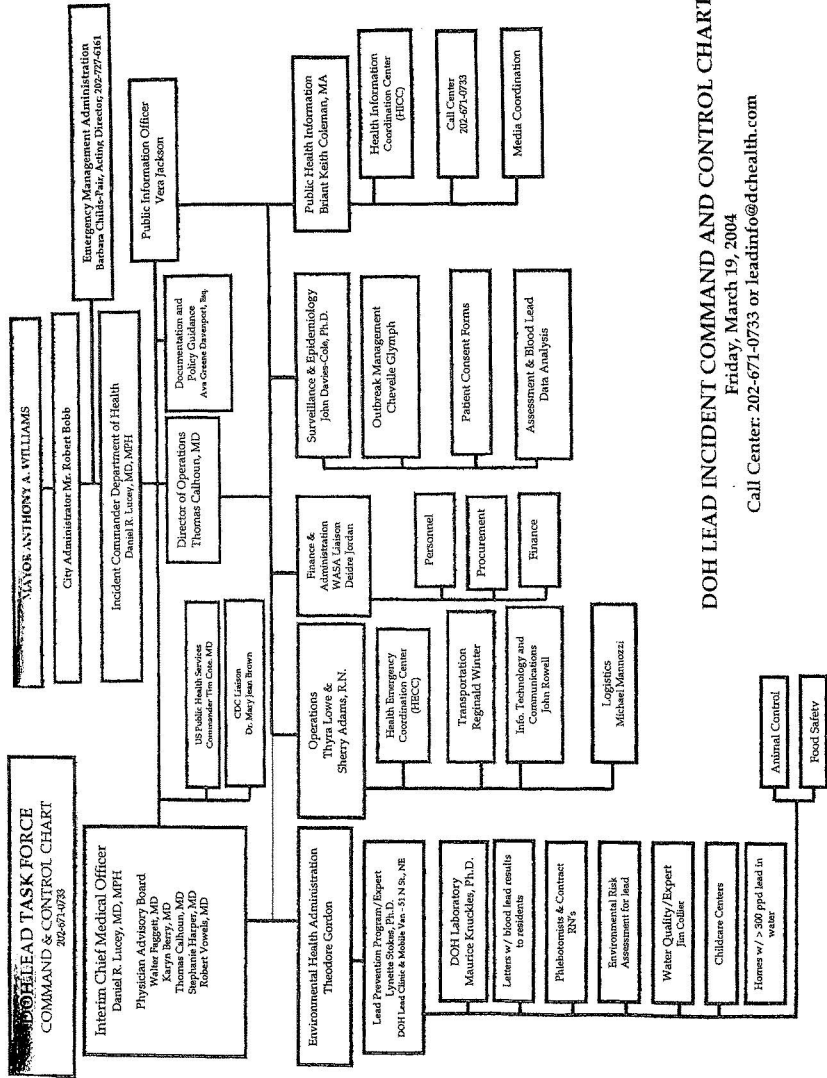 DOH LEAD TASK FORCE
COMMAND & CONTROL CHART
202-671-0733
MAYOR ANTHONY A. WILLIAMS
City Administrator Mr. Robert Bobb
Emergency Management Administration
Barbara Childs-Pair, Acting Director, 202-727-6161
Incident Commander Department of Health
Daniel R. Lucey, MD, MPH
Public Information Officer
Vera Jackson
Interim Chief Medical Officer
Daniel R. Lucey, MD, MPH
Physician Advisory Board
Walter Faggett, MD
Karyn Berry, MD
Thomas Calhoun, MD
Stephanie Harper, MD
Robert Vowels, MD
US Public Health Services
Commander Tim Cote, MD
CDC Liaison
Dr. Mary Jean Brown
Director of Operations
Thomas Calhoun, MD
Documentation and
Policy Guidance
Ava Greene Davenport, Esq.
Environmental Health Administration
Theodore Gordon
Lead Prevention Program/Expert
Lynette Stokes, Ph.D.
DOH Lead Clinic & Mobile Van - 51 N St., NE
DOH Laboratory
Maurice Knuckles, Ph.D.
Letters w/ blood lead results
to residents
Phlebotomists & Contract
RN's
Environmental Risk
Assessment for lead
Water Quality/Expert
Jim Collier
Childcare Centers
Homes w/ > 300 ppd lead in
water
Animal Control
Food Safety
Operations
Thyra Lowe &
Sherry Adams, R.N.
Health Emergency
Coordination Center
(HECC)
Transportation
Reginald Winter
Info. Technology and
Communications
John Rowell
Logistics
Michael Mannozzi
Finance &
Administration
WASA Liaison
Deidre Jordan
Personnel
Procurement
Finance
Surveillance & Epidemiology
John Davies-Cole, Ph.D.
Outbreak Management
Chevelle Glymph
Patient Consent Forms
Assessment & Blood Lead
Data Analysis
Public Health Information
Briant Keith Coleman, MA
Health Information
Coordination Center
(HICC)
Call Center
202-671-0733
Media Coordination
DOH LEAD INCIDENT COMMAND AND CONTROL CHART
Friday, March 19, 2004
Call Center: 202-671-0733 or leadinfo@dchealth.com